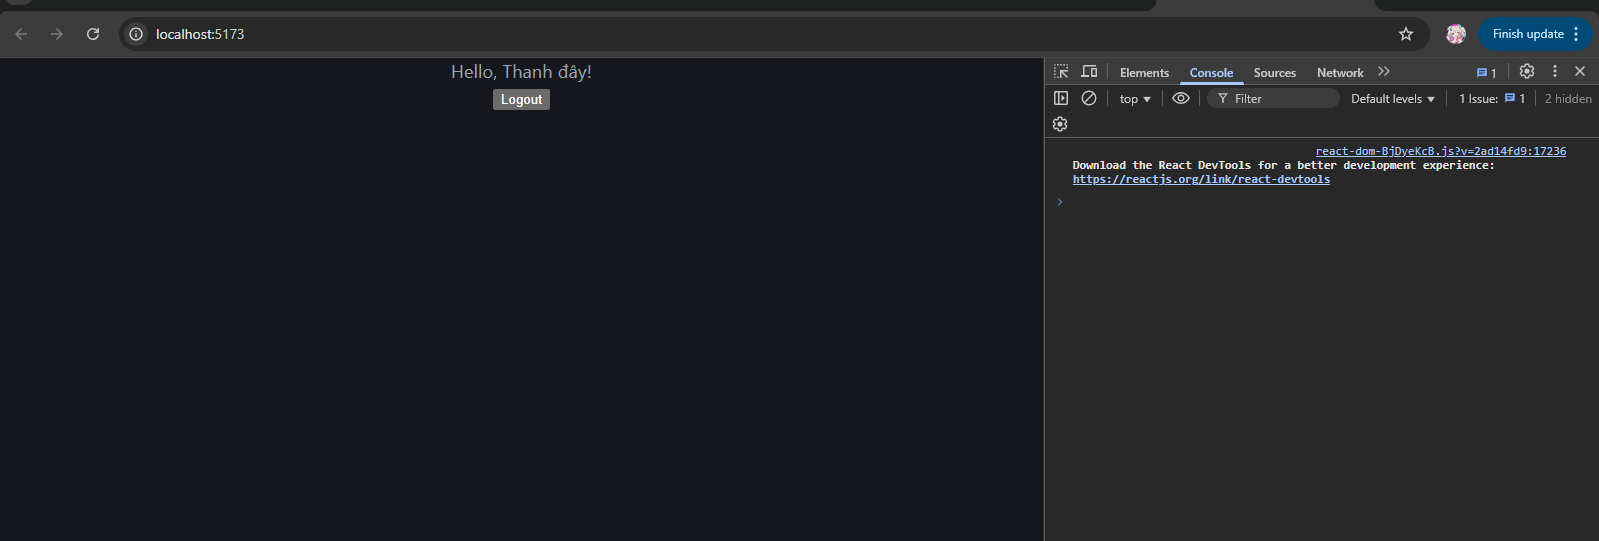 localhost:5173
Finish update
Hello, Thanh đây!
Logout
Elements Console Sources Network 1
top Filter Default levels 1 Issue: 1 2 hidden
react-dom-BjDyeKcB.js?v=2ad14fd9:17236
Download the React DevTools for a better development experience:
https://reactjs.org/link/react-devtools